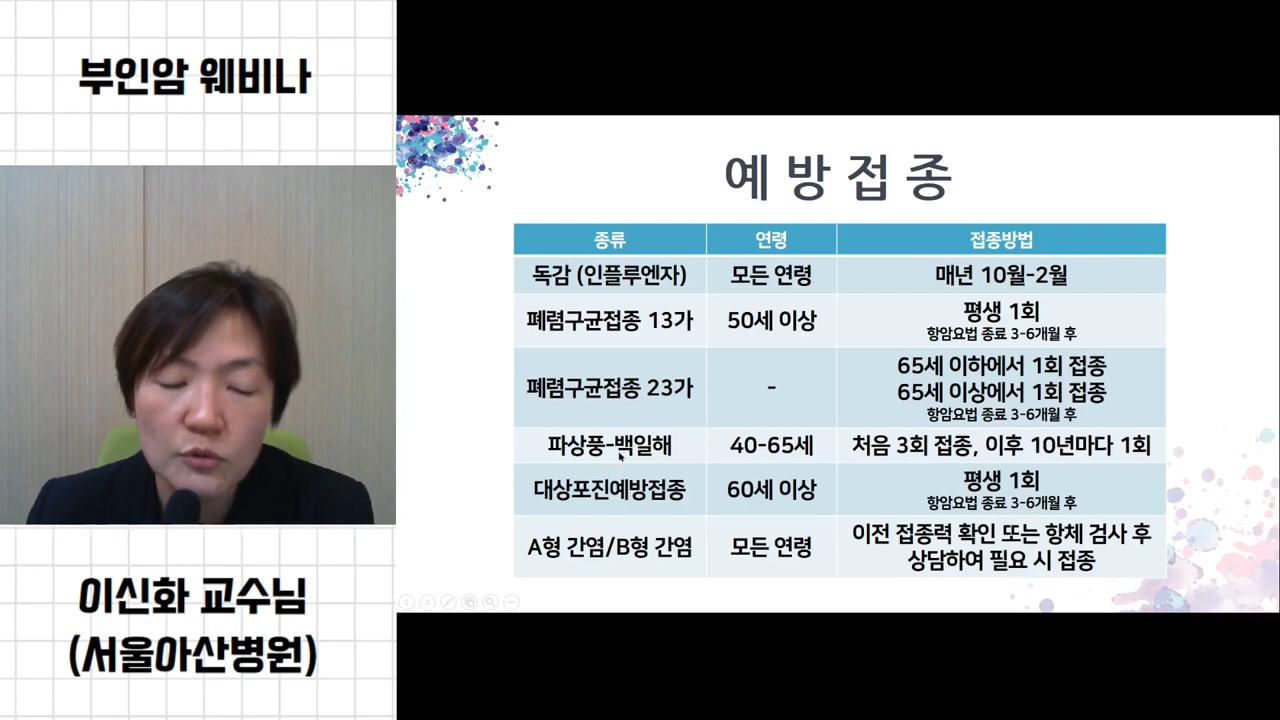 부인암 웨비나
이신화 교수님
(서울아산병원)
예 방 접 종
종류 연령 접종방법
독감 (인플루엔자) 모든 연령 매년 10월-2월
폐렴구균접종 13가 50세 이상 평생 1회
항암요법 종료 3-6개월 후
폐렴구균접종 23가 - 65세 이하에서 1회 접종
65세 이상에서 1회 접종
항암요법 종료 3-6개월 후
파상풍-백일해 40-65세 처음 3회 접종, 이후 10년마다 1회
대상포진예방접종 60세 이상 평생 1회
항암요법 종료 3-6개월 후
A형 간염/B형 간염 모든 연령 이전 접종력 확인 또는 항체 검사 후
상담하여 필요 시 접종